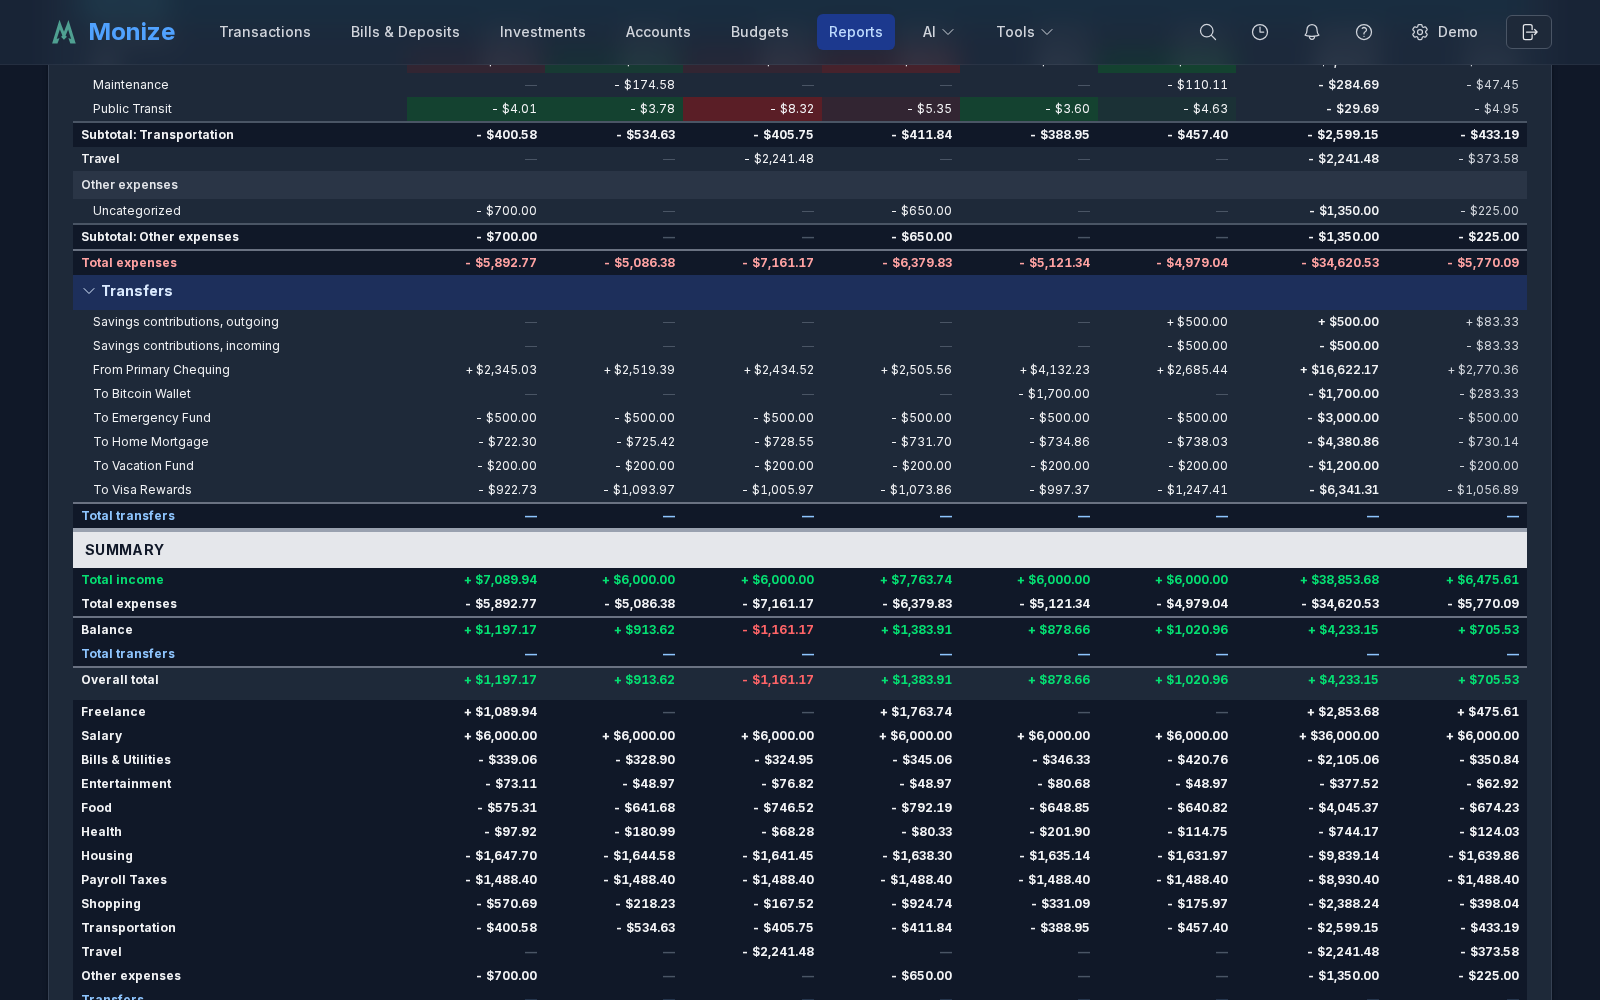 Monize Transactions Bills & Deposits Investments Accounts Budgets Reports AI Tools Demo
Maintenance — - $174.58 — — — - $110.11 - $284.69 - $47.45
Public Transit - $4.01 - $3.78 - $8.32 - $5.35 - $3.60 - $4.63 - $29.69 - $4.95
Subtotal: Transportation - $400.58 - $534.63 - $405.75 - $411.84 - $388.95 - $457.40 - $2,599.15 - $433.19
Travel — — - $2,241.48 — — — - $2,241.48 - $373.58
Other expenses
Uncategorized - $700.00 — — - $650.00 — — - $1,350.00 - $225.00
Subtotal: Other expenses - $700.00 — — - $650.00 — — - $1,350.00 - $225.00
Total expenses - $5,892.77 - $5,086.38 - $7,161.17 - $6,379.83 - $5,121.34 - $4,979.04 - $34,620.53 - $5,770.09
Transfers
Savings contributions, outgoing — — — — — + $500.00 + $500.00 + $83.33
Savings contributions, incoming — — — — — - $500.00 - $500.00 - $83.33
From Primary Chequing + $2,345.03 + $2,519.39 + $2,434.52 + $2,505.56 + $4,132.23 + $2,685.44 + $16,622.17 + $2,770.36
To Bitcoin Wallet — — — — - $1,700.00 — - $1,700.00 - $283.33
To Emergency Fund - $500.00 - $500.00 - $500.00 - $500.00 - $500.00 - $500.00 - $3,000.00 - $500.00
To Home Mortgage - $722.30 - $725.42 - $728.55 - $731.70 - $734.86 - $738.03 - $4,380.86 - $730.14
To Vacation Fund - $200.00 - $200.00 - $200.00 - $200.00 - $200.00 - $200.00 - $1,200.00 - $200.00
To Visa Rewards - $922.73 - $1,093.97 - $1,005.97 - $1,073.86 - $997.37 - $1,247.41 - $6,341.31 - $1,056.89
Total transfers — — — — — — — —
SUMMARY
Total income + $7,089.94 + $6,000.00 + $6,000.00 + $7,763.74 + $6,000.00 + $6,000.00 + $38,853.68 + $6,475.61
Total expenses - $5,892.77 - $5,086.38 - $7,161.17 - $6,379.83 - $5,121.34 - $4,979.04 - $34,620.53 - $5,770.09
Balance + $1,197.17 + $913.62 - $1,161.17 + $1,383.91 + $878.66 + $1,020.96 + $4,233.15 + $705.53
Total transfers — — — — — — — —
Overall total + $1,197.17 + $913.62 - $1,161.17 + $1,383.91 + $878.66 + $1,020.96 + $4,233.15 + $705.53
Freelance + $1,089.94 — — + $1,763.74 — — + $2,853.68 + $475.61
Salary + $6,000.00 + $6,000.00 + $6,000.00 + $6,000.00 + $6,000.00 + $6,000.00 + $36,000.00 + $6,000.00
Bills & Utilities - $339.06 - $328.90 - $324.95 - $345.06 - $346.33 - $420.76 - $2,105.06 - $350.84
Entertainment - $73.11 - $48.97 - $76.82 - $48.97 - $80.68 - $48.97 - $377.52 - $62.92
Food - $575.31 - $641.68 - $746.52 - $792.19 - $648.85 - $640.82 - $4,045.37 - $674.23
Health - $97.92 - $180.99 - $68.28 - $80.33 - $201.90 - $114.75 - $744.17 - $124.03
Housing - $1,647.70 - $1,644.58 - $1,641.45 - $1,638.30 - $1,635.14 - $1,631.97 - $9,839.14 - $1,639.86
Payroll Taxes - $1,488.40 - $1,488.40 - $1,488.40 - $1,488.40 - $1,488.40 - $1,488.40 - $8,930.40 - $1,488.40
Shopping - $570.69 - $218.23 - $167.52 - $924.74 - $331.09 - $175.97 - $2,388.24 - $398.04
Transportation - $400.58 - $534.63 - $405.75 - $411.84 - $388.95 - $457.40 - $2,599.15 - $433.19
Travel — — - $2,241.48 — — — - $2,241.48 - $373.58
Other expenses - $700.00 — — - $650.00 — — - $1,350.00 - $225.00
Transfers